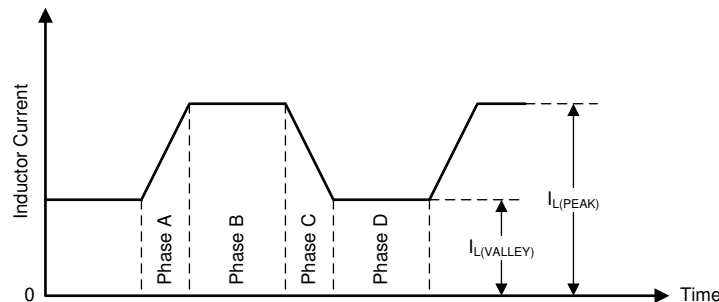 Inductor Current
Phase A
Phase B
Phase C
Phase D
I_L(VALLEY)
I_L(PEAK)
0
Time